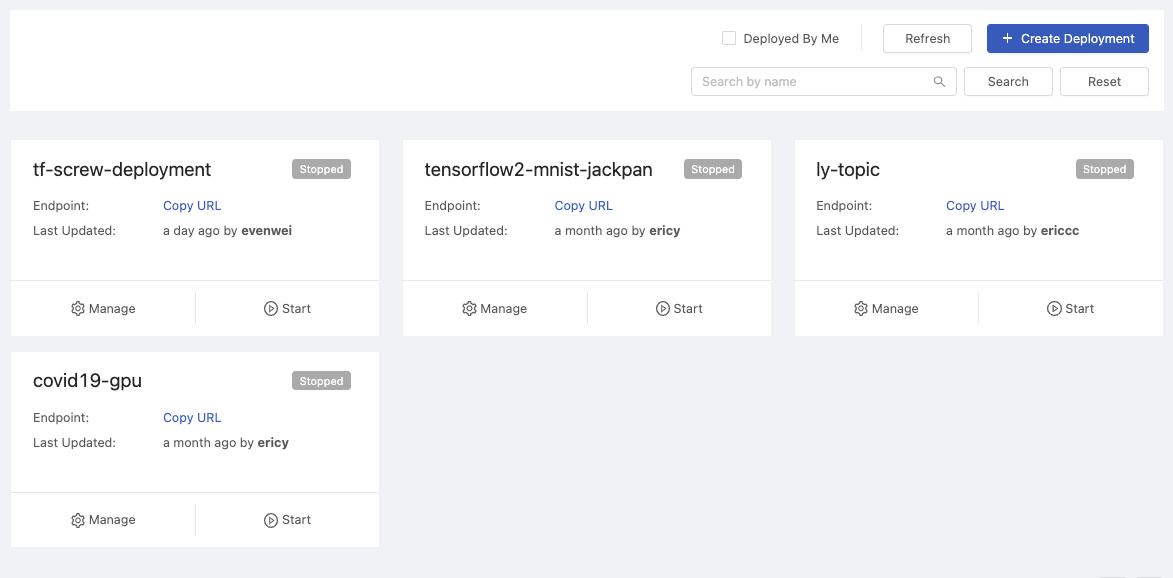 Deployed By Me
Refresh
+ Create Deployment
Search by name
Search
Reset
tf-screw-deployment
Stopped
Endpoint:
Copy URL
Last Updated:
a day ago by evenwei
Manage
Start
tensorflow2-mnist-jackpan
Stopped
Endpoint:
Copy URL
Last Updated:
a month ago by ericy
Manage
Start
ly-topic
Stopped
Endpoint:
Copy URL
Last Updated:
a month ago by ericcc
Manage
Start
covid19-gpu
Stopped
Endpoint:
Copy URL
Last Updated:
a month ago by ericy
Manage
Start